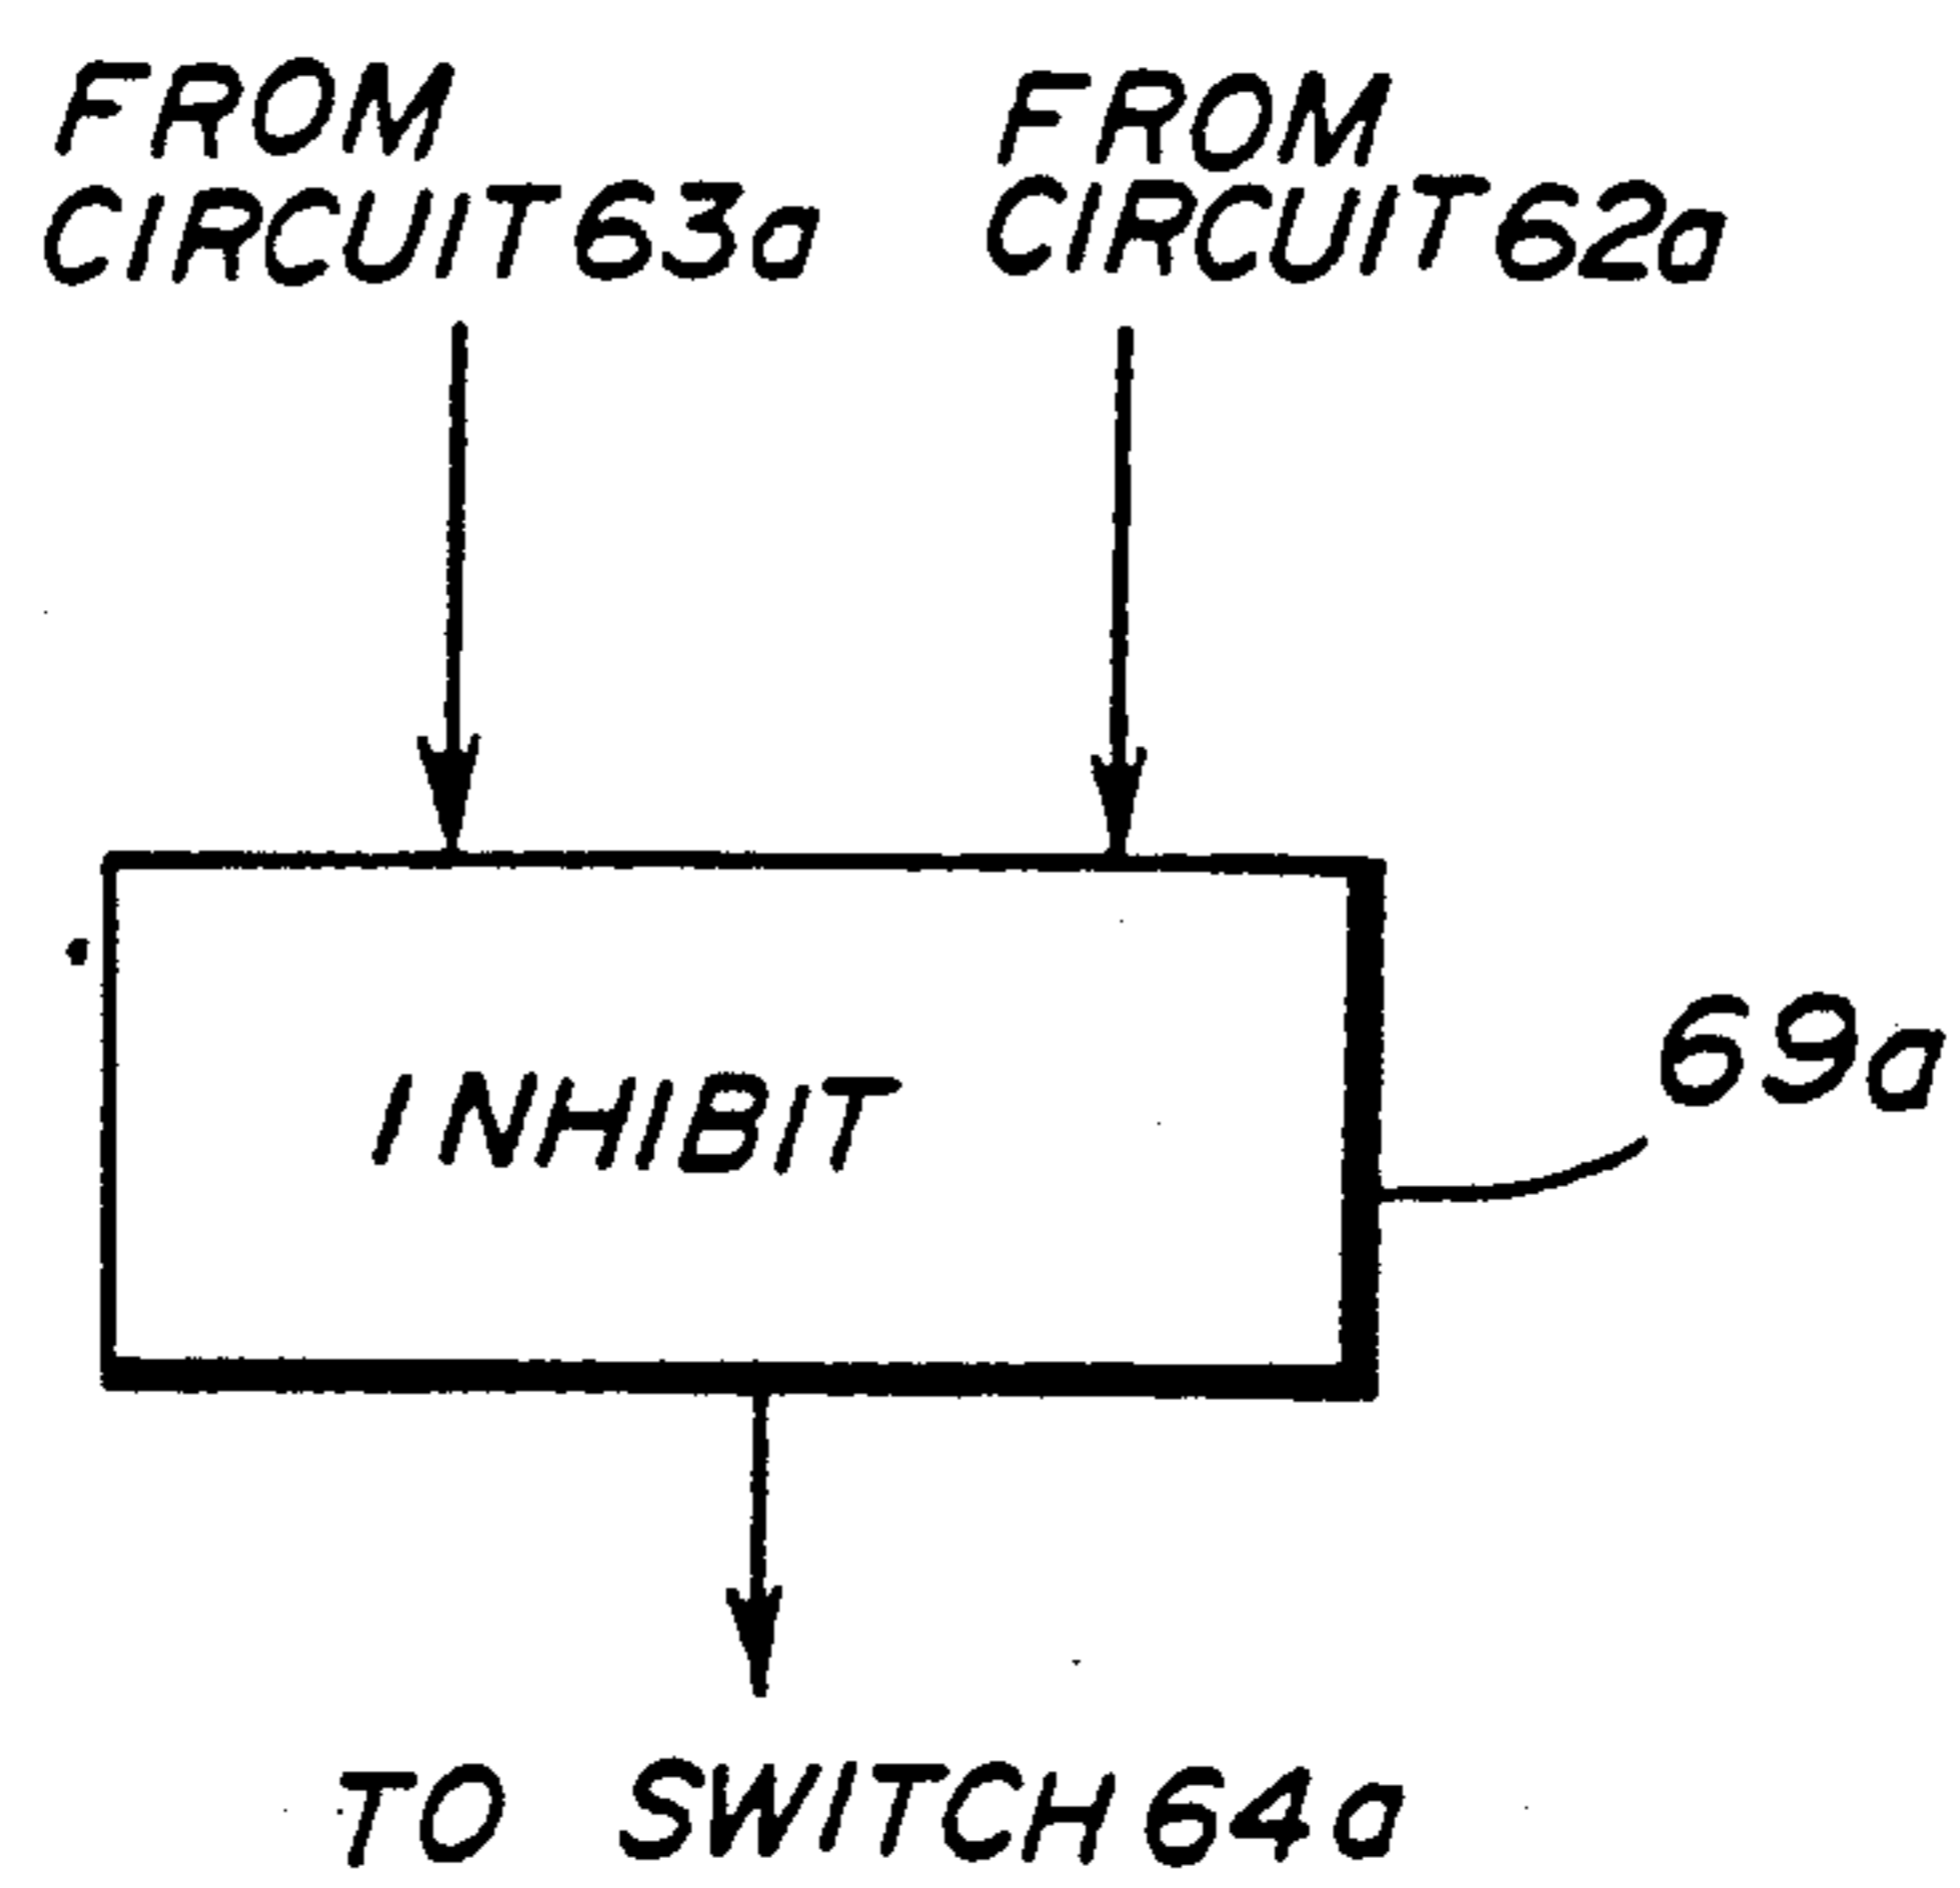 FROM
CIRCUIT 63a
FROM
CIRCUIT 62a
INHIBIT
69a
TO SWITCH 64a